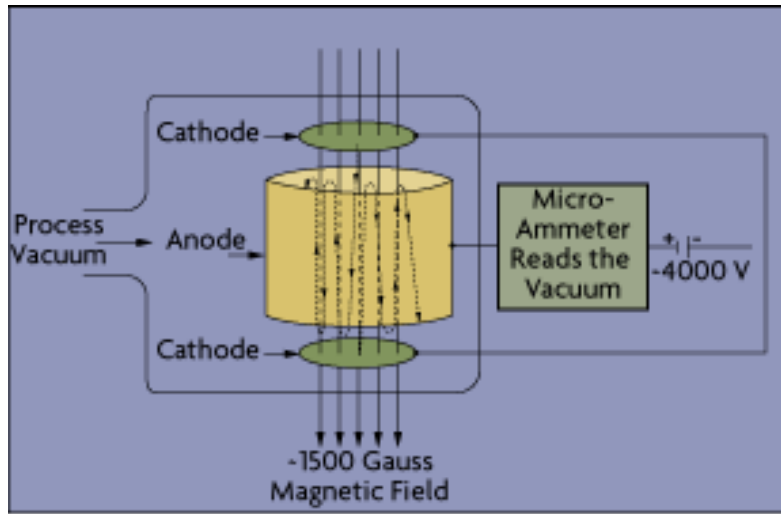 Cathode
Process
Vacuum
Anode
Micro-
Ammeter
Reads the
Vacuum
+ -
~4000 V
Cathode
~1500 Gauss
Magnetic Field